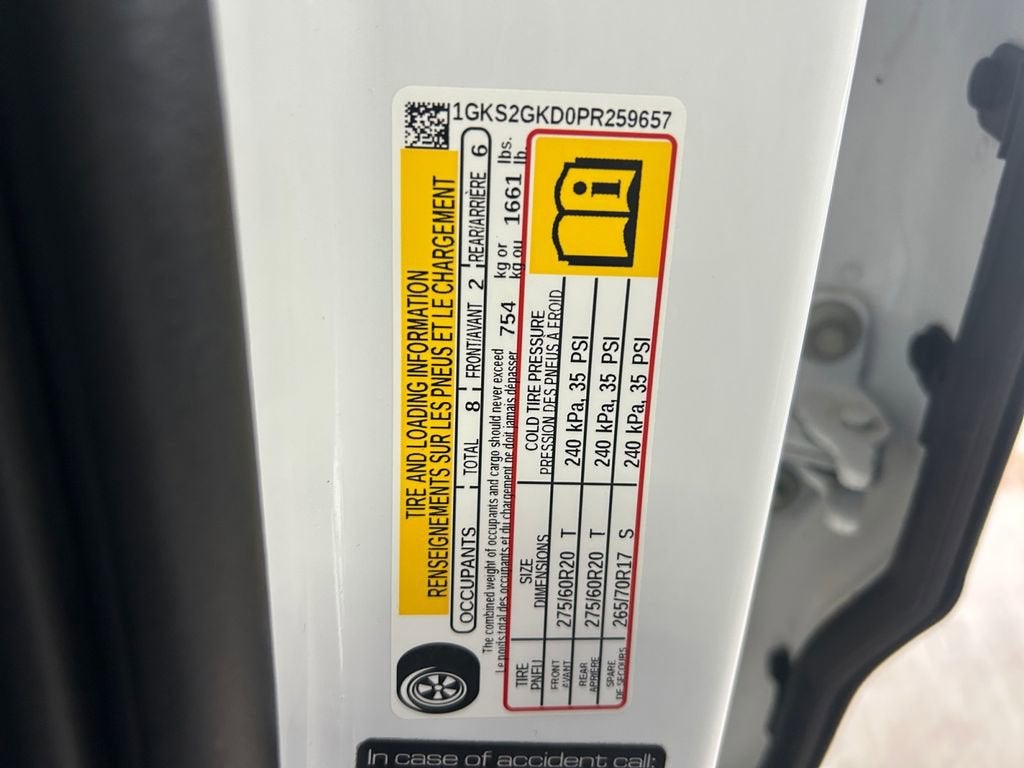 1GKS2GKD0PR259657
TIRE AND LOADING INFORMATION
RENSEIGNEMENTS SUR LES PNEUS ET LE CHARGEMENT
OCCUPANTS TOTAL 8 FRONT/AVANT 2 REAR/ARRIÈRE 6
The combined weight of occupants and cargo should never exceed 754 kg or 1661 lbs.
Le poids total des occupants et du chargement ne doit jamais dépasser kg ou lb.
TIRE SIZE COLD TIRE PRESSURE
PNEU DIMENSIONS PRESSION DES PNEUS A FROID
FRONT
AVANT 275/60R20 T 240 kPa, 35 PSI
REAR
ARRIERE 275/60R20 T 240 kPa, 35 PSI
SPARE
DE SECOURS 265/70R17 S 240 kPa, 35 PSI
In case of accident call: